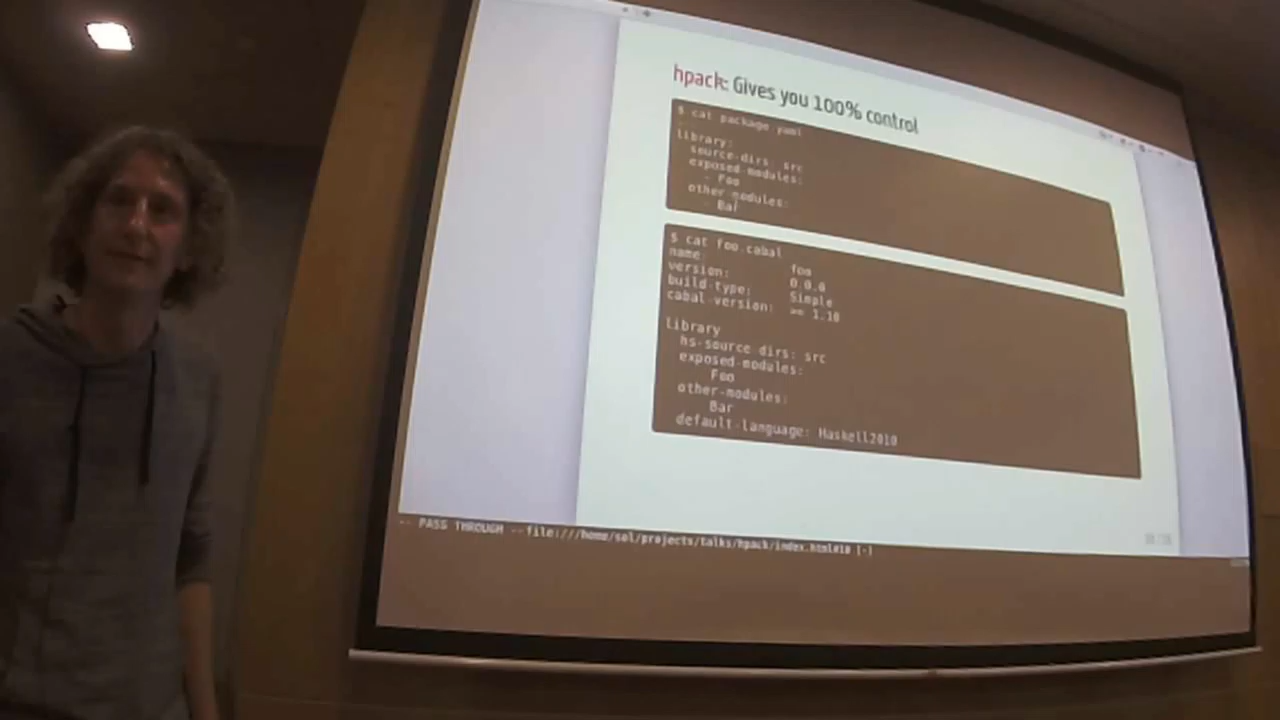 hpack: Gives you 100% control
$ cat package.yaml
library:
source-dirs: src
exposed-modules:
- Foo
other-modules:
- Bar
$ cat foo.cabal
name: foo
version: 0.0.0
build-type: Simple
cabal-version: >= 1.10
library
hs-source-dirs: src
exposed-modules:
Foo
other-modules:
Bar
default-language: Haskell2010
-- PASS THROUGH -- file:///home/sol/projects/talks/hpack/index.html#10 [-]